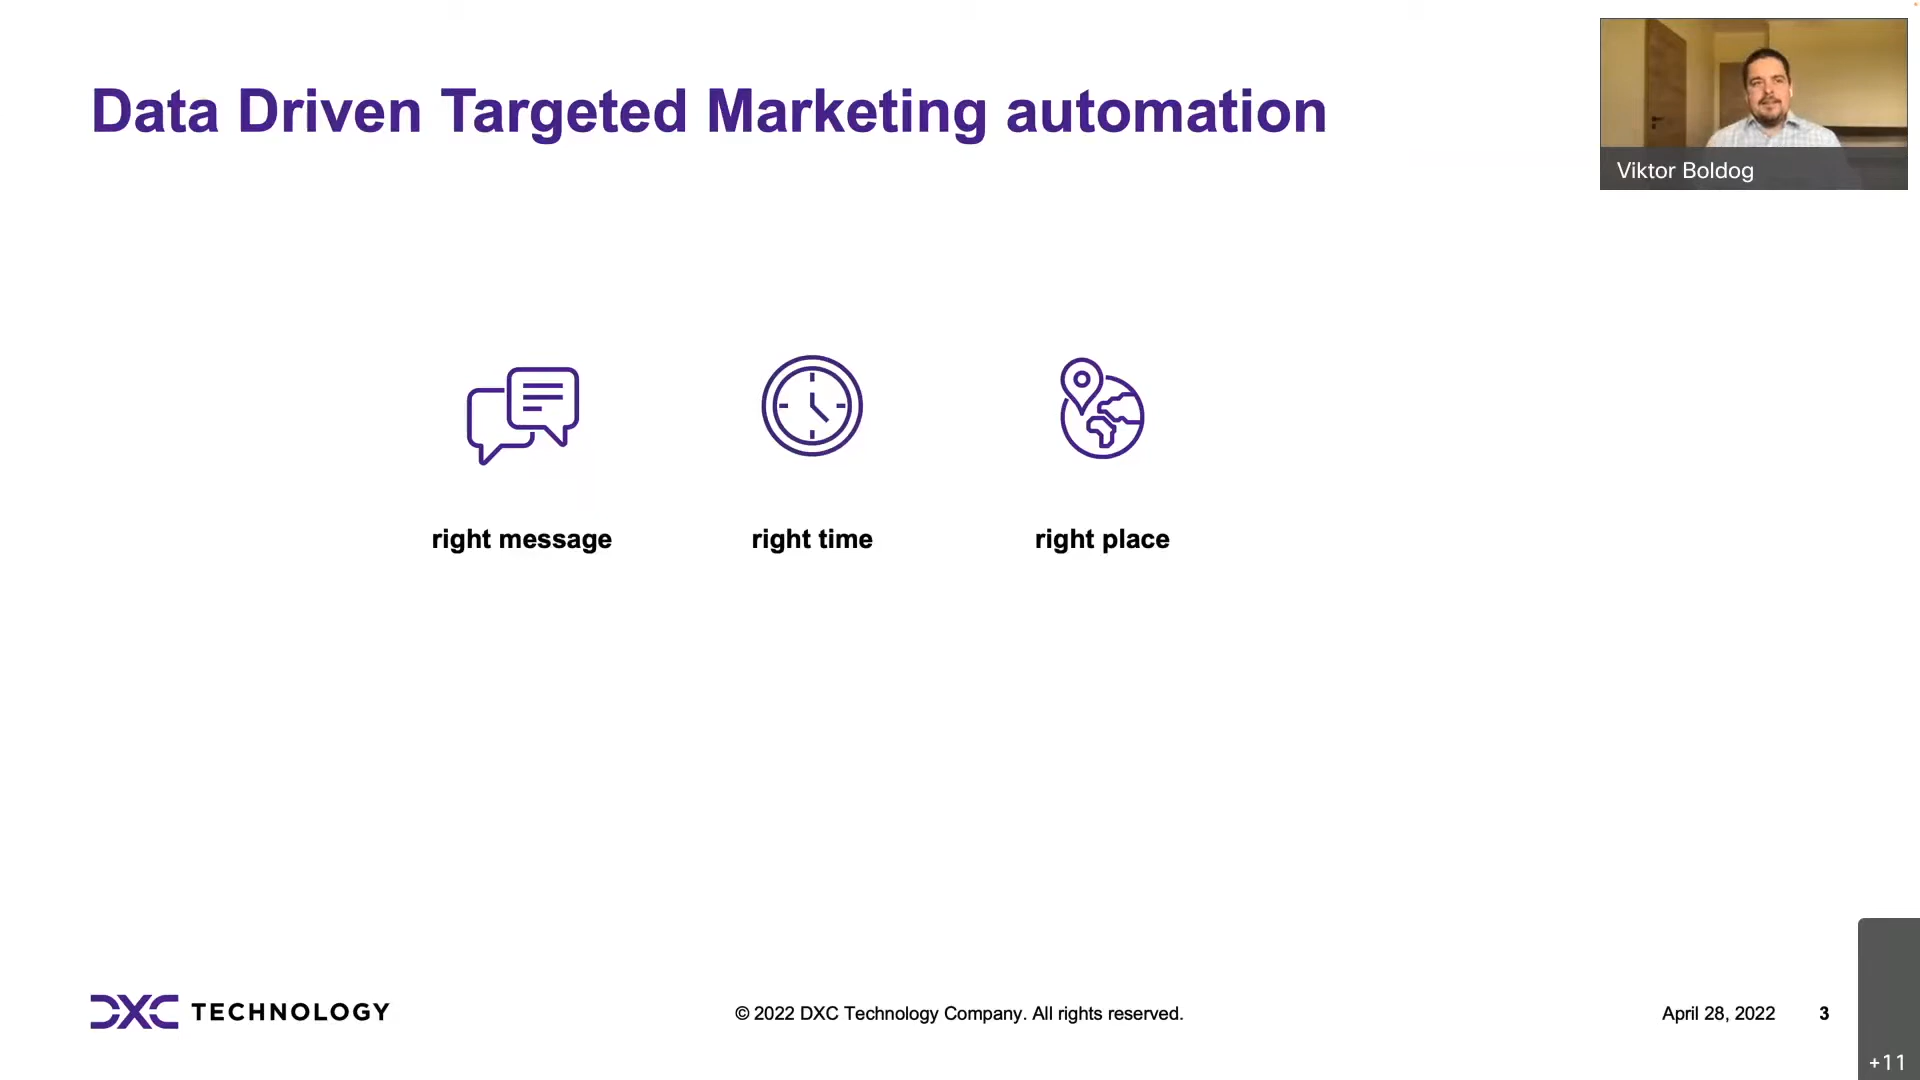 Data Driven Targeted Marketing automation
Viktor Boldog
right message
right time
right place
DXC TECHNOLOGY
© 2022 DXC Technology Company. All rights reserved.
April 28, 2022
3
+11